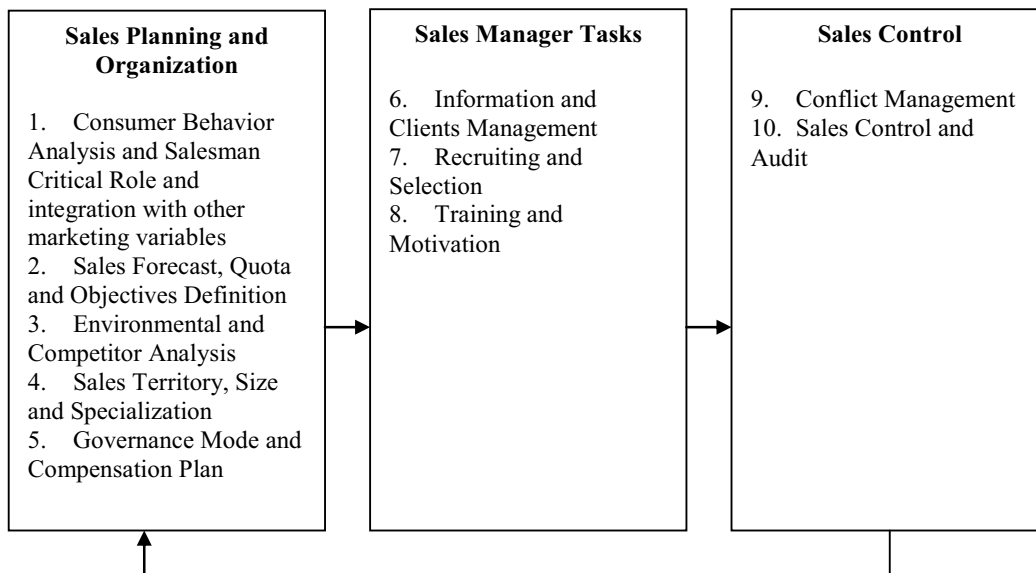 Sales Planning and
Organization
1. Consumer Behavior
Analysis and Salesman
Critical Role and
integration with other
marketing variables
2. Sales Forecast, Quota
and Objectives Definition
3. Environmental and
Competitor Analysis
4. Sales Territory, Size
and Specialization
5. Governance Mode and
Compensation Plan
Sales Manager Tasks
6. Information and
Clients Management
7. Recruiting and
Selection
8. Training and
Motivation
Sales Control
9. Conflict Management
10. Sales Control and
Audit